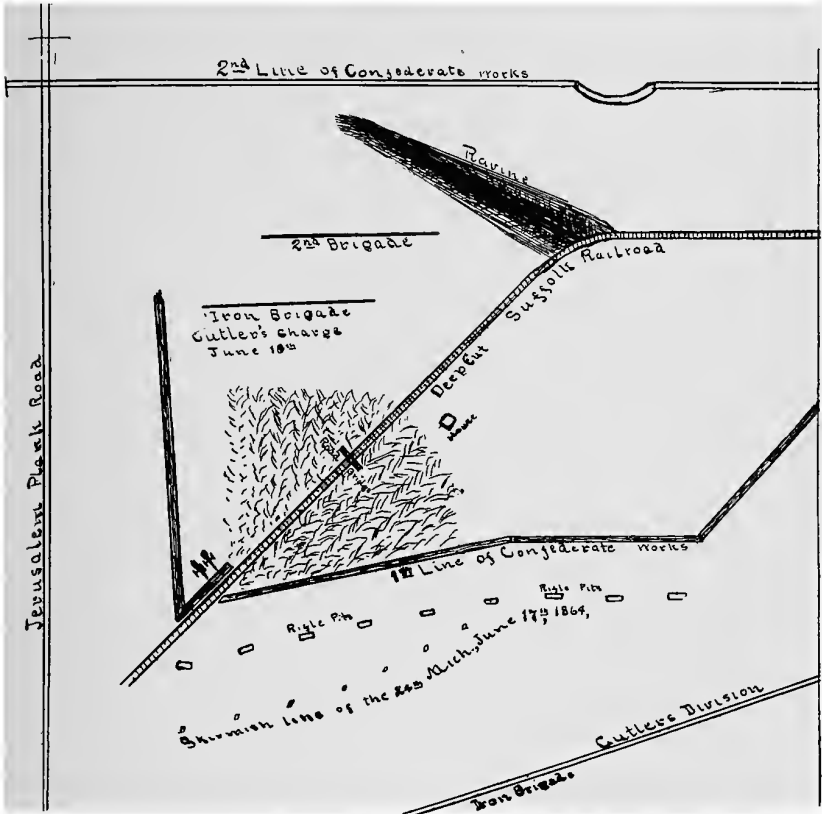 2nd Line of Confederate works
Ravine
2nd Brigade
Suffolk Railroad
Iron Brigade
Cutler's Charge
June 18th
Deep Cut
House
Jerusalem Plank Road
1st Line of Confederate works
Rifle Pits
Rifle Pits
Skirmish line of the 24th Mich., June 17th, 1864,
Cutlers Division
Iron Brigade